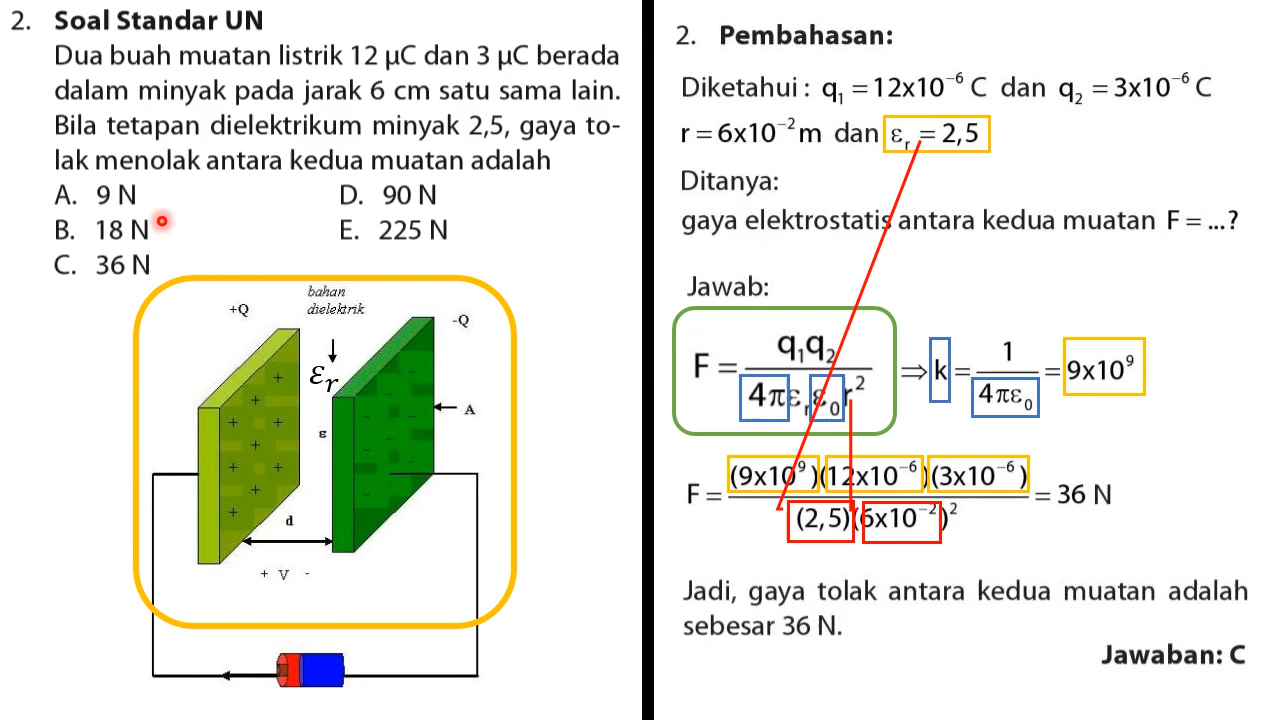 2. Soal Standar UN
Dua buah muatan listrik 12 μC dan 3 μC berada
dalam minyak pada jarak 6 cm satu sama lain.
Bila tetapan dielektrikum minyak 2,5, gaya to-
lak menolak antara kedua muatan adalah
A. 9 N D. 90 N
B. 18 N E. 225 N
C. 36 N
bahan
dielektrik
+Q
-Q
εr
A
ε
d
+ V -
2. Pembahasan:
Diketahui : q₁ = 12x10⁻⁶ C dan q₂ = 3x10⁻⁶ C
r = 6x10⁻² m dan εr = 2,5
Ditanya:
gaya elektrostatis antara kedua muatan F = ...?
Jawab:
F = q₁q₂ / 4πεrε₀r² ⇒ k = 1 / 4πε₀ = 9x10⁹
F = (9x10⁹)(12x10⁻⁶)(3x10⁻⁶) / (2,5)(6x10⁻²)² = 36 N
Jadi, gaya tolak antara kedua muatan adalah
sebesar 36 N.
Jawaban: C